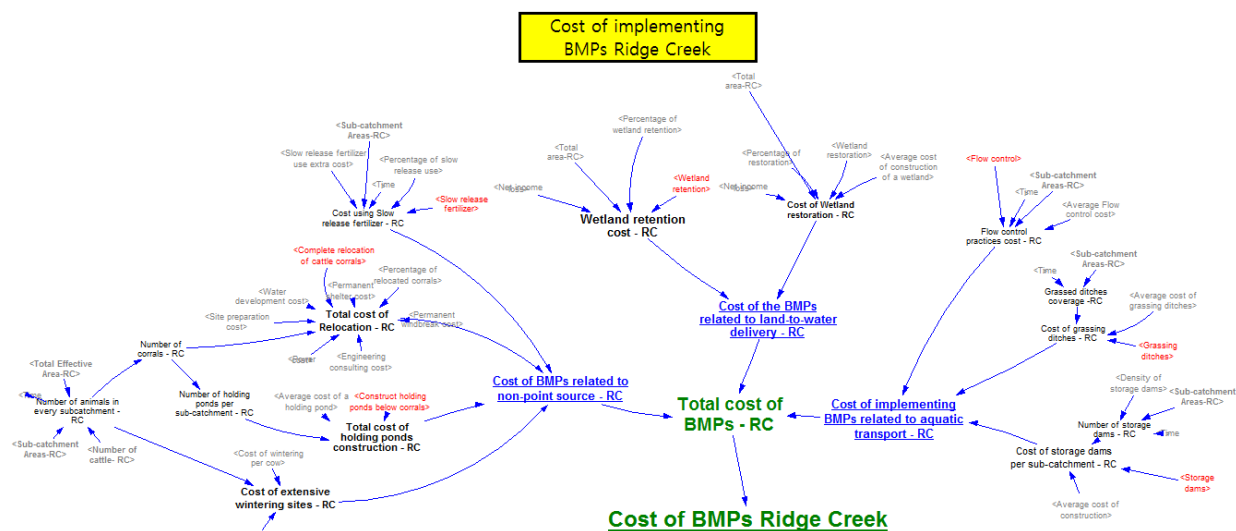 Cost of implementing
BMPs Ridge Creek
<Total
area-RC>
<Sub-catchment
Areas-RC>
<Slow release fertilizer
use extra cost>
<Percentage of slow
release use>
<Time
<Slow release
fertilizer>
Cost using Slow
release fertilizer - RC
<Percentage of
wetland retention>
<Total
area-RC>
<Net income
loss>
<Wetland
retention>
Wetland retention
cost - RC
<Percentage of
restoration>
<Wetland
restoration>
<Average cost
of construction
of a wetland>
<Net income
loss>
Cost of Wetland
restoration - RC
<Flow control>
<Sub-catchment
Areas-RC>
<Time
<Average Flow
control cost>
Flow control
practices cost - RC
<Complete relocation
of cattle corrals>
<Percentage of
relocated corrals>
<Water
development cost>
<Permanent
shelter cost>
<Site preparation
cost>
Total cost of
Relocation - RC
<Permanent
windbreak cost>
<Power
cost>
<Engineering
consulting cost>
<Sub-catchment
Areas-RC>
<Time
Grassed ditches
coverage -RC
<Average cost of
grassing ditches>
Cost of grassing
ditches - RC
<Grassing
ditches>
Cost of the BMPs
related to land-to-water
delivery - RC
Number of
corrals - RC
<Total Effective
Area-RC>
<Time
Number of animals in
every subcatchment -
RC
<Sub-catchment
Areas-RC>
<Number of
cattle- RC>
Number of holding
ponds per
sub-catchment - RC
<Average cost of a
holding pond>
<Construct holding
ponds below corrals>
Total cost of
holding ponds
construction - RC
Cost of BMPs related to
non-point source - RC
Total cost of
BMPs - RC
Cost of implementing
BMPs related to aquatic
transport - RC
<Density of
storage dams>
<Sub-catchment
Areas-RC>
Number of storage
dams - RC
Time
Cost of storage dams
per sub-catchment - RC
<Storage
dams>
<Average cost of
construction>
<Cost of wintering
per cow>
Cost of extensive
wintering sites - RC
Cost of BMPs Ridge Creek